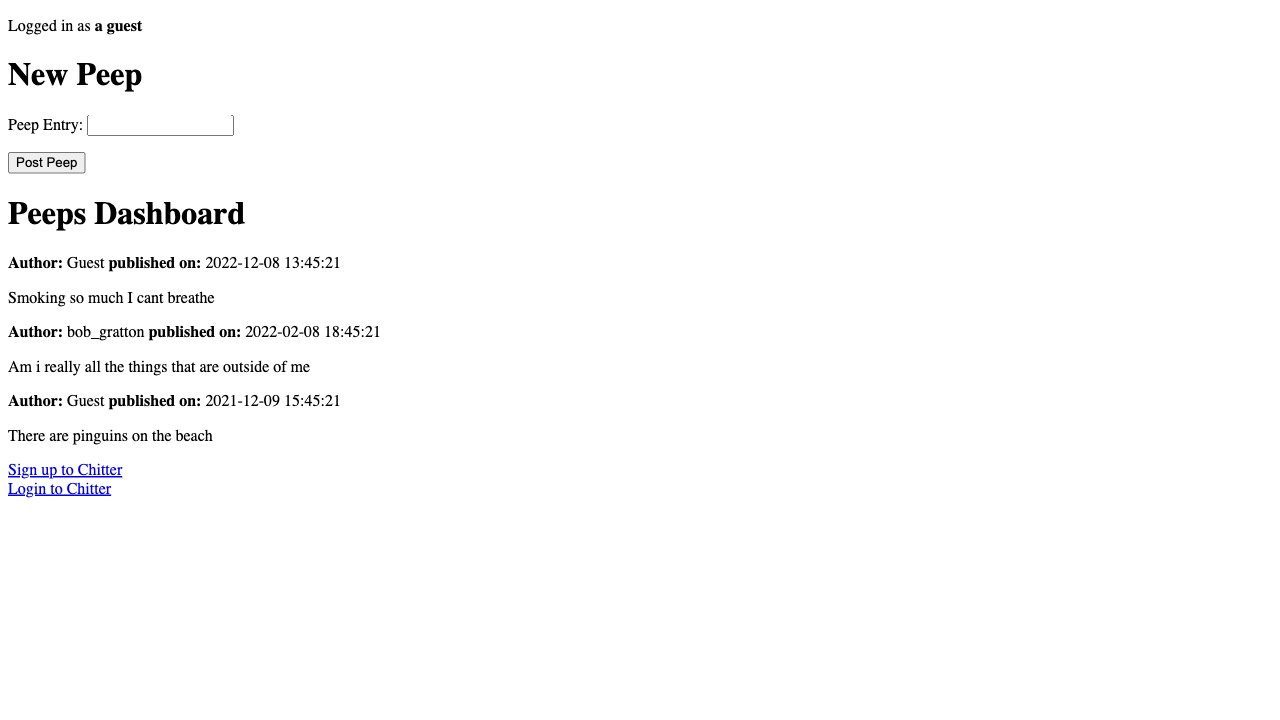 Logged in as a guest
New Peep
Peep Entry:
Post Peep
Peeps Dashboard
Author: Guest published on: 2022-12-08 13:45:21
Smoking so much I cant breathe
Author: bob_gratton published on: 2022-02-08 18:45:21
Am i really all the things that are outside of me
Author: Guest published on: 2021-12-09 15:45:21
There are pinguins on the beach
Sign up to Chitter
Login to Chitter